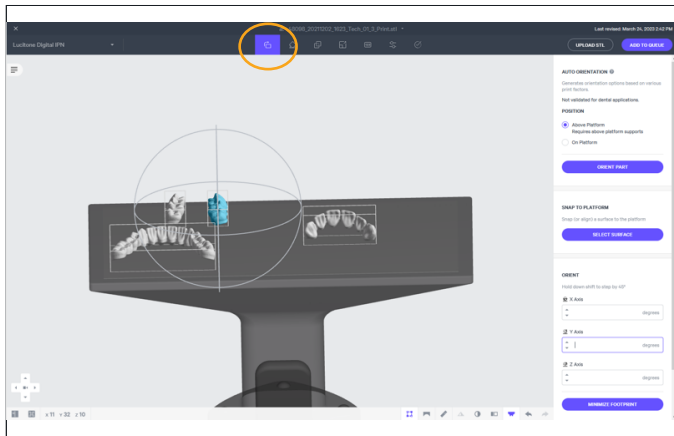 Last revised: March 24, 2023 2:42 PM
Lucitone Digital IPN
UPLOAD STL
ADD TO QUEUE
AUTO ORIENTATION
Generates orientation options based on various
print factors.
Not validated for dental applications.
POSITION
Above Platform
Requires above platform supports
On Platform
ORIENT PART
SNAP TO PLATFORM
Snap (or align) a surface to the platform
SELECT SURFACE
ORIENT
Hold down shift to step by 45°
X Axis
degrees
Y Axis
degrees
Z Axis
degrees
MINIMIZE FOOTPRINT
X 11 Y 32 Z 10